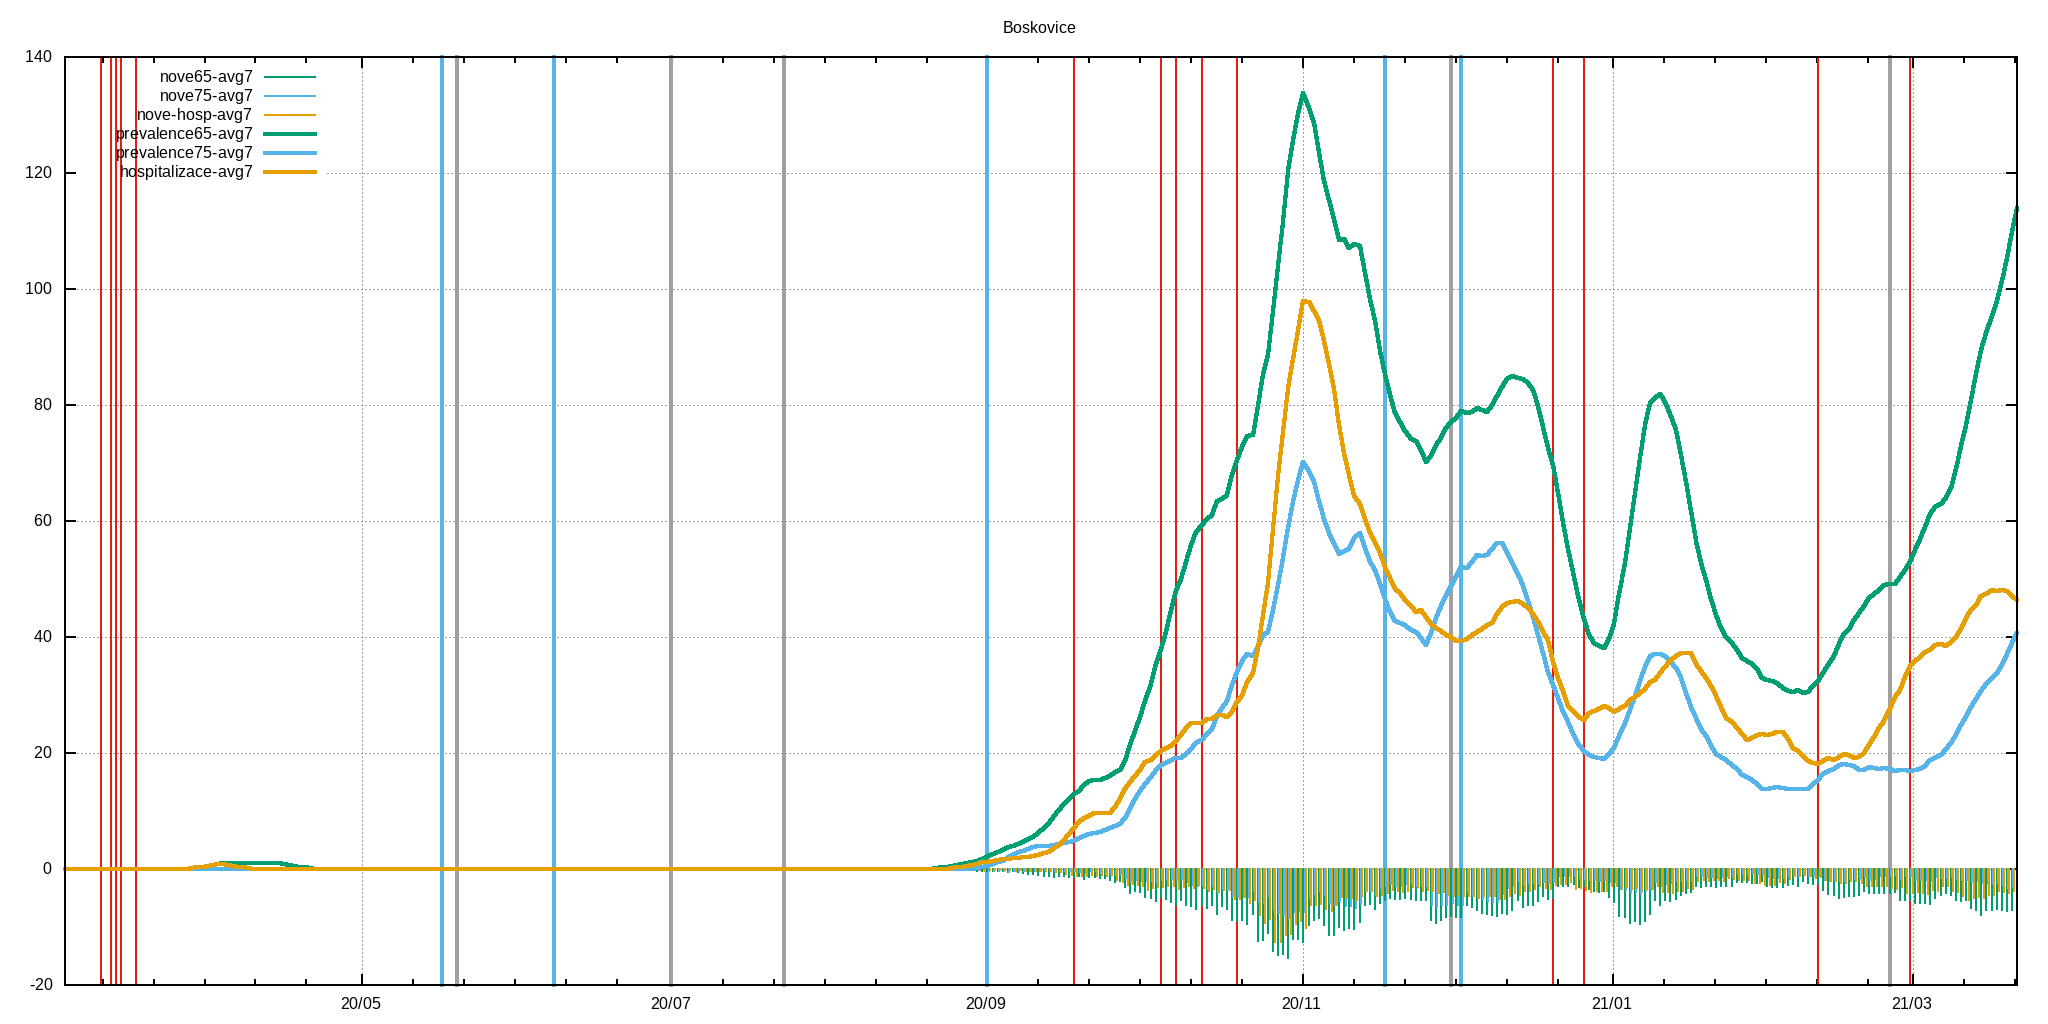 Boskovice
140
120
100
80
60
40
20
0
-20
nove65-avg7
nove75-avg7
nove-hosp-avg7
prevalence65-avg7
prevalence75-avg7
hospitalizace-avg7
20/05 20/07 20/09 20/11 21/01 21/03